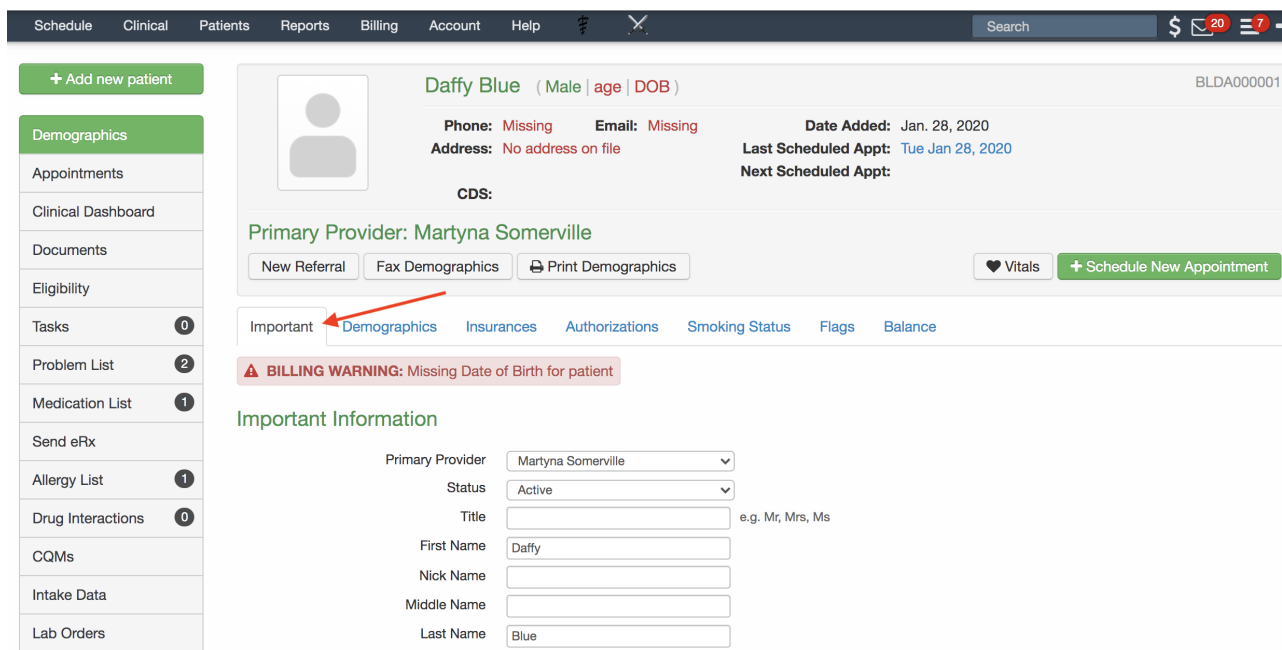 Schedule Clinical Patients Reports Billing Account Help Search $ 20 7
+ Add new patient
Demographics
Appointments
Clinical Dashboard
Documents
Eligibility
Tasks 0
Problem List 2
Medication List 1
Send eRx
Allergy List 1
Drug Interactions 0
CQMs
Intake Data
Lab Orders
Daffy Blue ( Male | age | DOB ) BLDA000001
Phone: Missing Email: Missing Date Added: Jan. 28, 2020
Address: No address on file Last Scheduled Appt: Tue Jan 28, 2020
Next Scheduled Appt:
CDS:
Primary Provider: Martyna Somerville
New Referral Fax Demographics Print Demographics Vitals + Schedule New Appointment
Important Demographics Insurances Authorizations Smoking Status Flags Balance
BILLING WARNING: Missing Date of Birth for patient
Important Information
Primary Provider Martyna Somerville
Status Active
Title e.g. Mr, Mrs, Ms
First Name Daffy
Nick Name
Middle Name
Last Name Blue